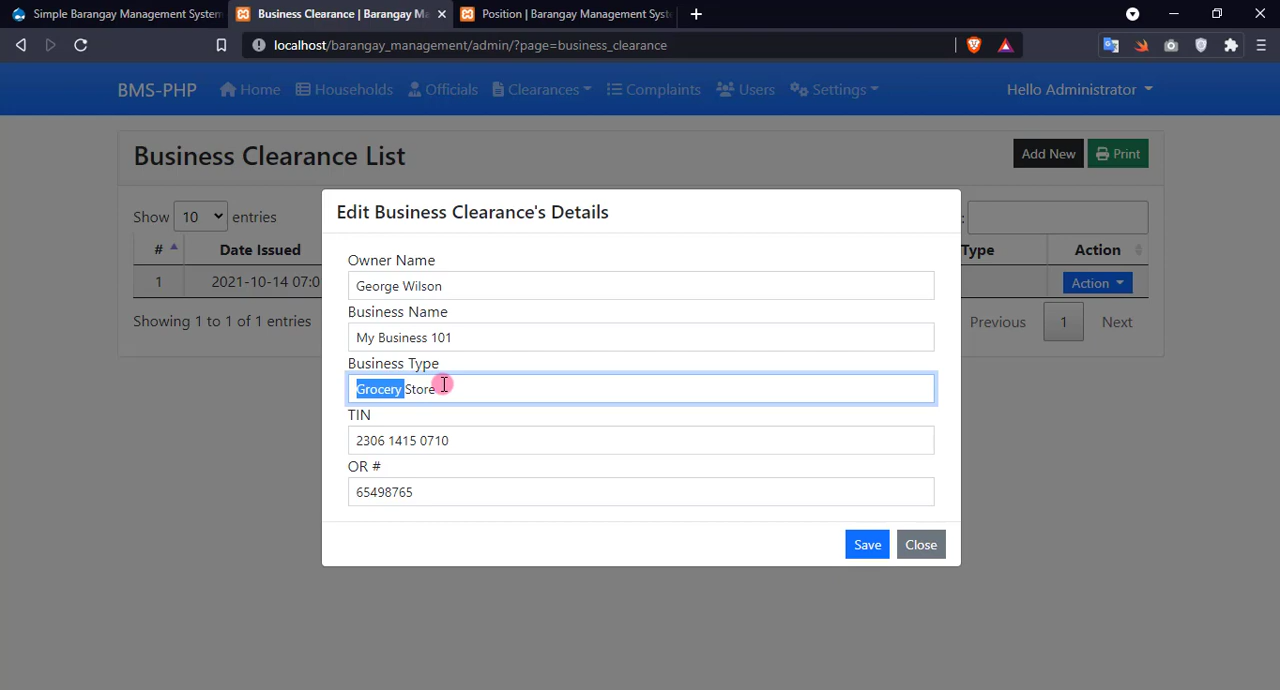 Simple Barangay Management System
Business Clearance | Barangay Ma
Position | Barangay Management Syste
localhost/barangay_management/admin/?page=business_clearance
BMS-PHP Home Households Officials Clearances Complaints Users Settings Hello Administrator
Business Clearance List
Add New Print
Show 10 entries :
# Date Issued Type Action
1 2021-10-14 07:0 Action
Showing 1 to 1 of 1 entries Previous 1 Next
Edit Business Clearance's Details
Owner Name
George Wilson
Business Name
My Business 101
Business Type
Grocery Store
TIN
2306 1415 0710
OR #
65498765
Save Close